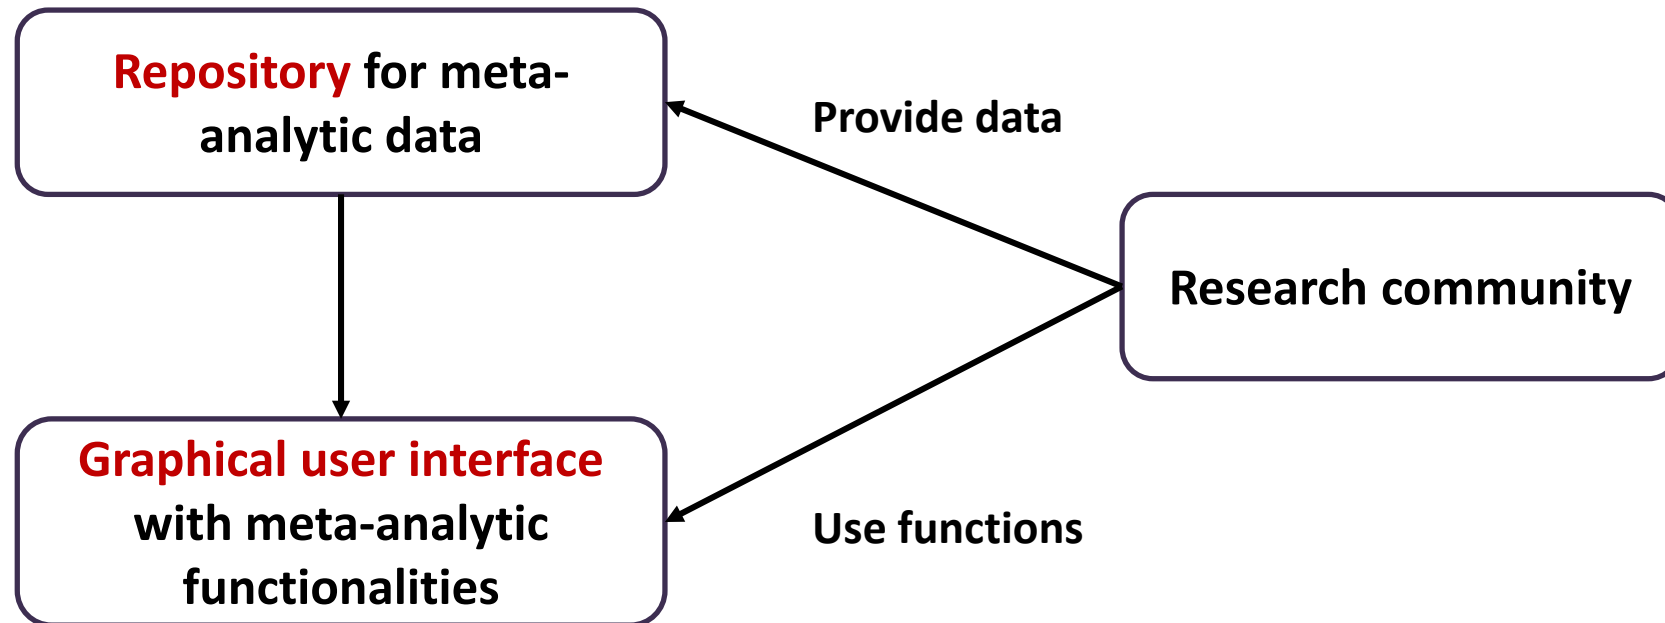 Repository for meta-
analytic data
Provide data
Research community
Graphical user interface
with meta-analytic
functionalities
Use functions